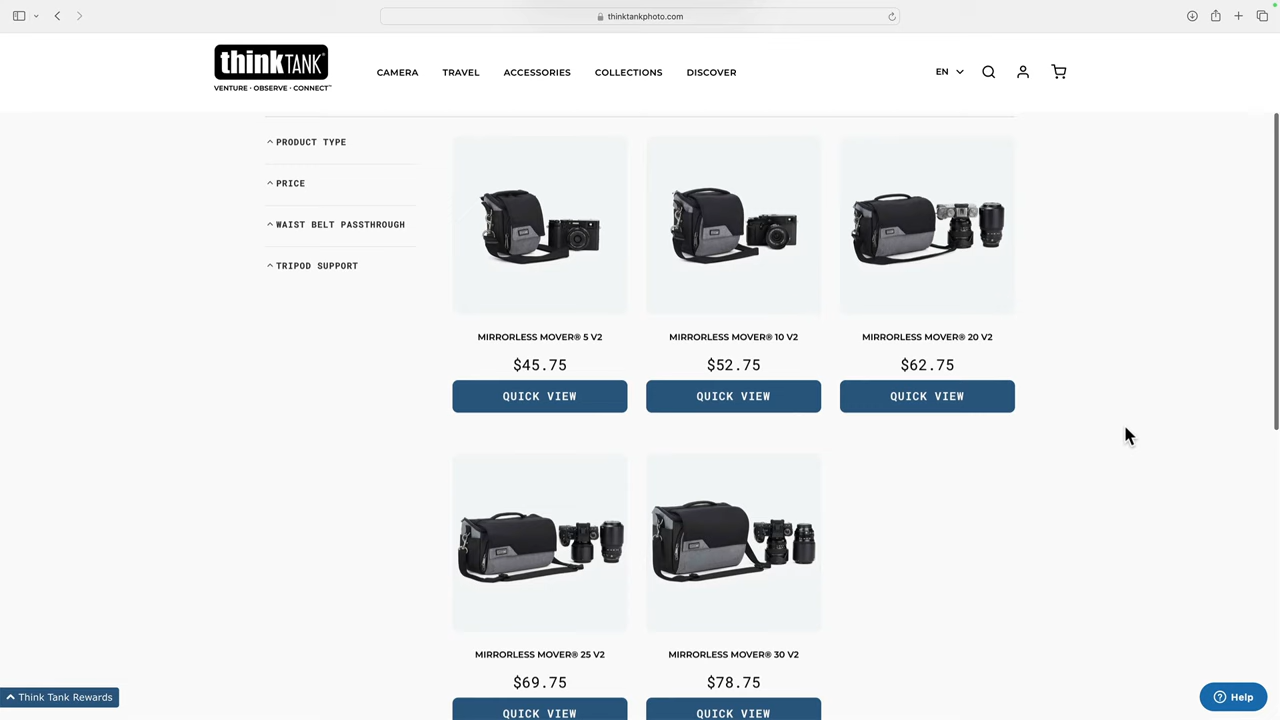 thinktankphoto.com
thinkTANK®
VENTURE · OBSERVE · CONNECT™
CAMERA TRAVEL ACCESSORIES COLLECTIONS DISCOVER
EN
PRODUCT TYPE
PRICE
WAIST BELT PASSTHROUGH
TRIPOD SUPPORT
MIRRORLESS MOVER® 5 V2
$45.75
QUICK VIEW
MIRRORLESS MOVER® 10 V2
$52.75
QUICK VIEW
MIRRORLESS MOVER® 20 V2
$62.75
QUICK VIEW
MIRRORLESS MOVER® 25 V2
$69.75
QUICK VIEW
MIRRORLESS MOVER® 30 V2
$78.75
QUICK VIEW
Think Tank Rewards
Help